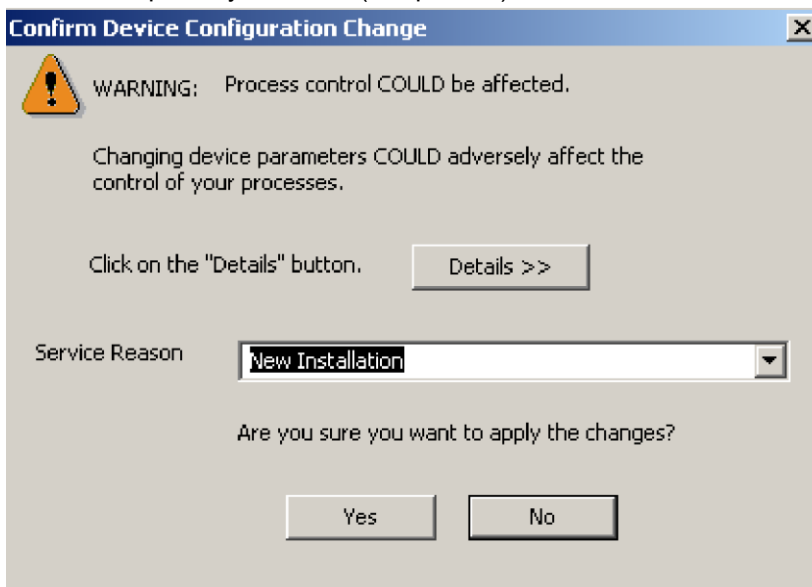 Confirm Device Configuration Change
WARNING: Process control COULD be affected.
Changing device parameters COULD adversely affect the
control of your processes.
Click on the "Details" button. Details >>
Service Reason New Installation
Are you sure you want to apply the changes?
Yes No